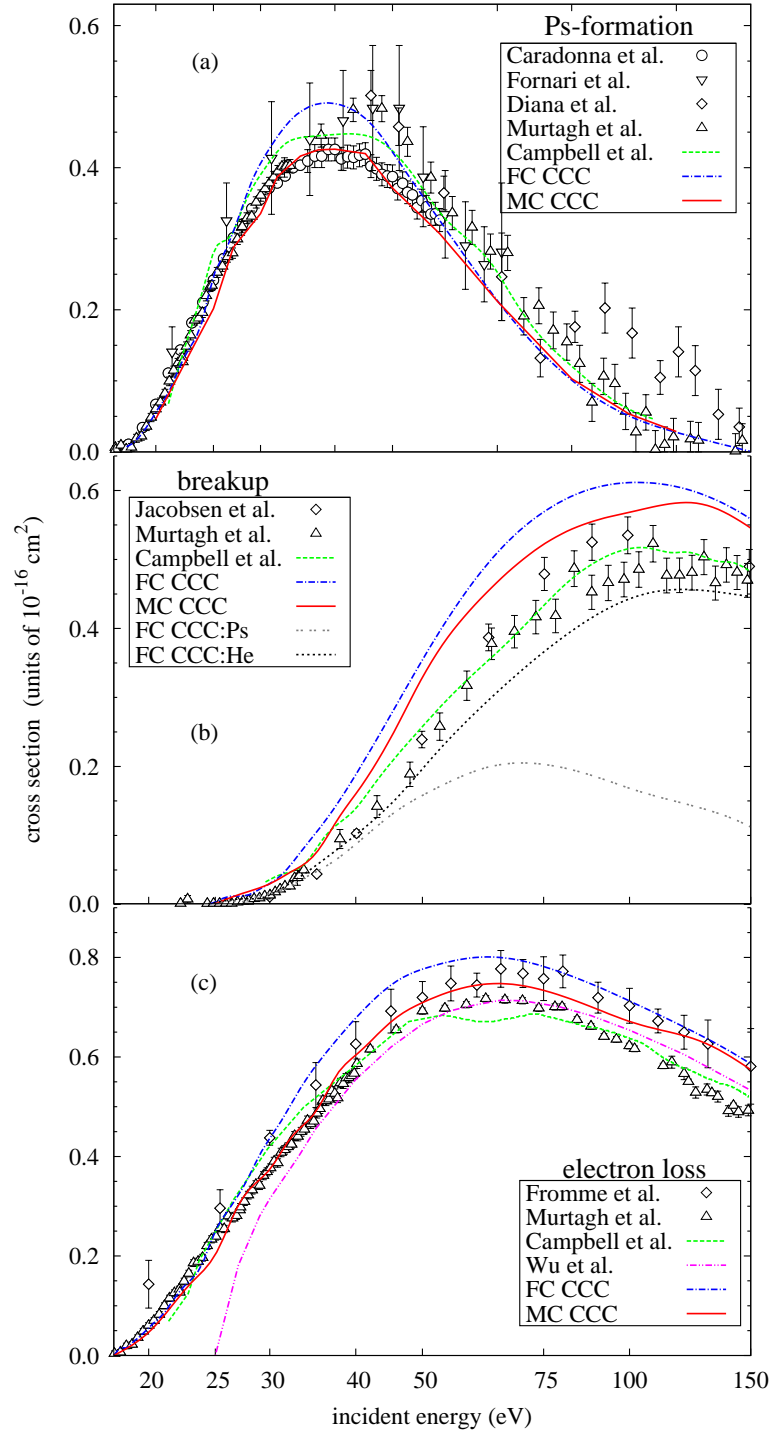 Ps-formation
(a)
Caradonna et al.
Fornari et al.
Diana et al.
Murtagh et al.
Campbell et al.
FC CCC
MC CCC
0.6
0.4
0.2
0.0
breakup
Jacobsen et al.
Murtagh et al.
Campbell et al.
FC CCC
MC CCC
FC CCC:Ps
FC CCC:He
(b)
0.6
0.4
0.2
0.0
cross section (units of 10⁻¹⁶ cm²)
(c)
electron loss
Fromme et al.
Murtagh et al.
Campbell et al.
Wu et al.
FC CCC
MC CCC
0.8
0.6
0.4
0.2
0.0
20 25 30 40 50 75 100 150
incident energy (eV)